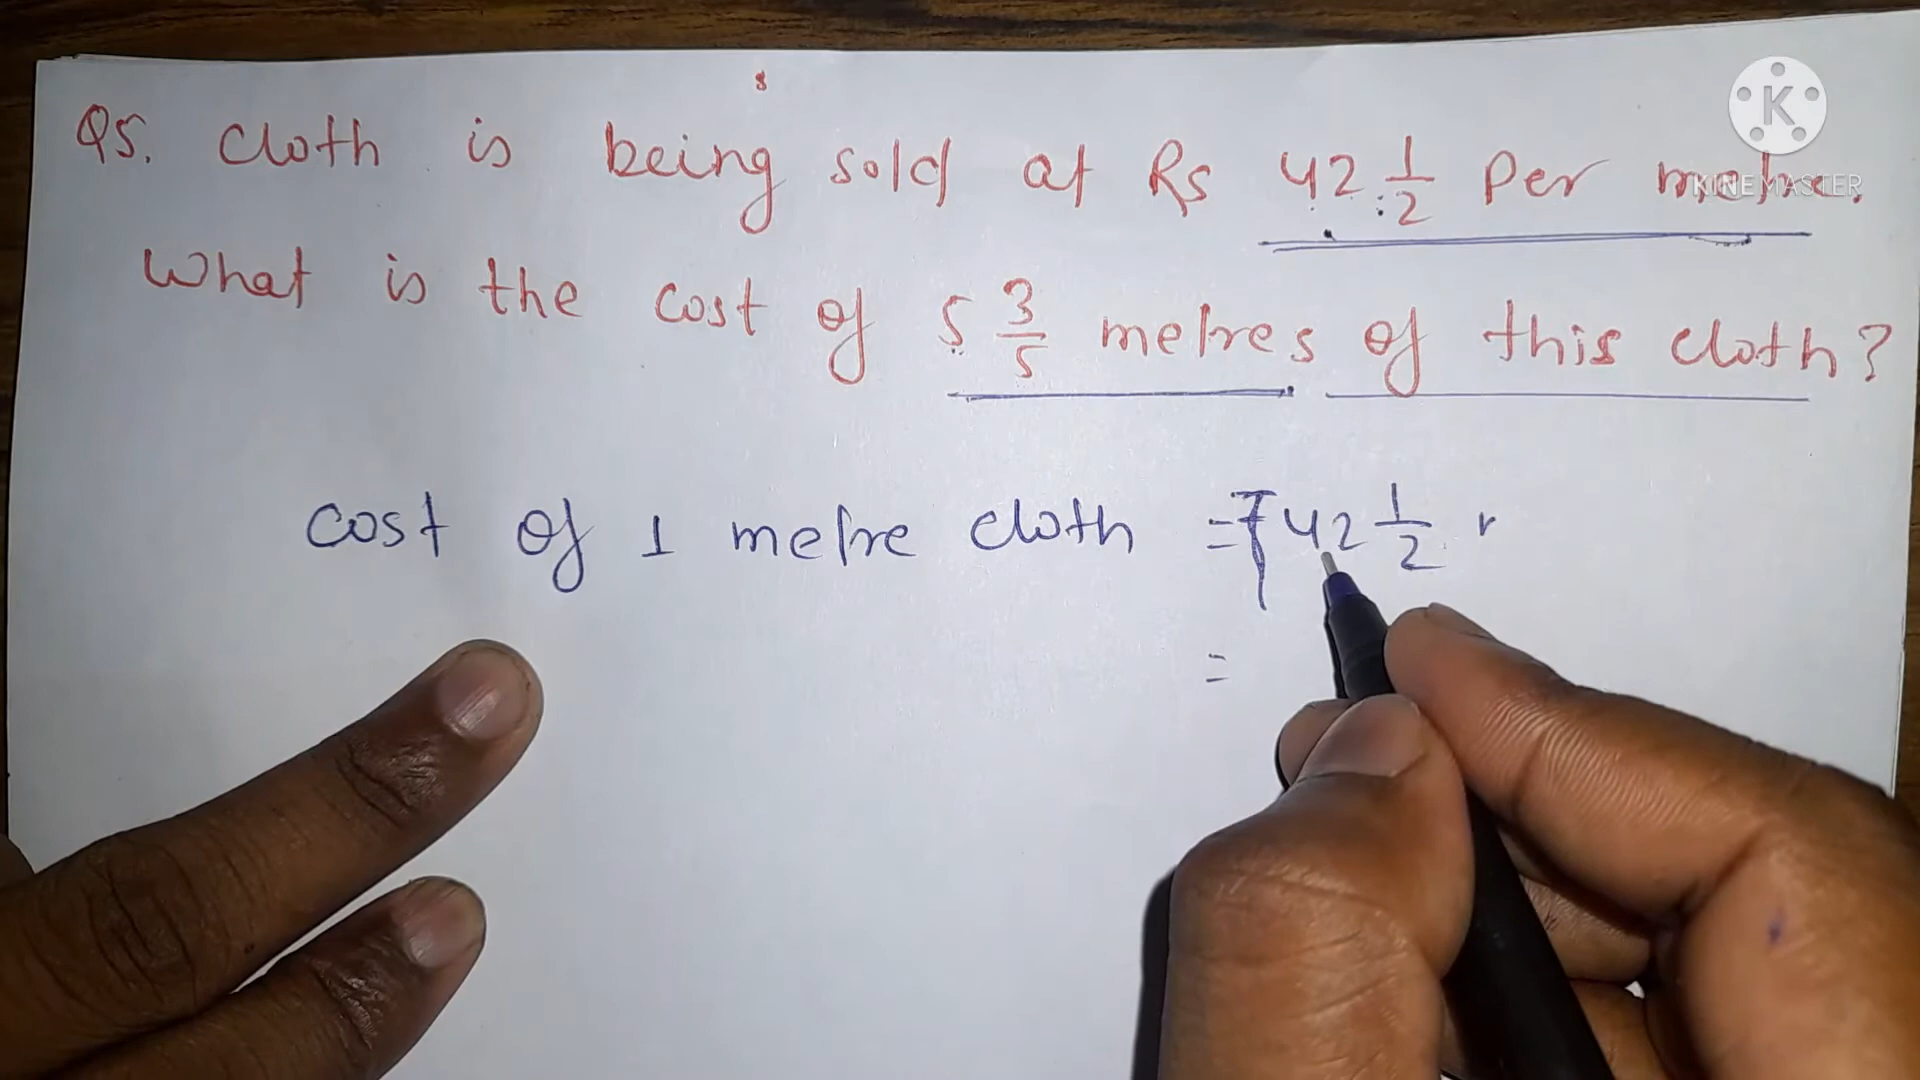 Q5. Cloth is being sold at Rs 42 1/2 Per metre.
What is the cost of 5 3/5 metres of this cloth?
cost of 1 metre cloth = ₹ 42 1/2
=
K
KINEMASTER